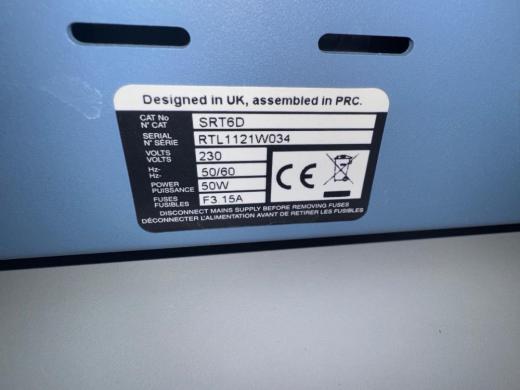 Designed in UK, assembled in PRC.
CAT No
N° CAT
SRT6D
SERIAL
N° SÉRIE
RTL1121W034
VOLTS
VOLTS
230
Hz-
Hz-
50/60
POWER
PUISSANCE
50W
FUSES
FUSIBLES
F3.15A
CE
DISCONNECT MAINS SUPPLY BEFORE REMOVING FUSES
DÉCONNECTER L'ALIMENTATION AVANT DE RETIRER LES FUSIBLES